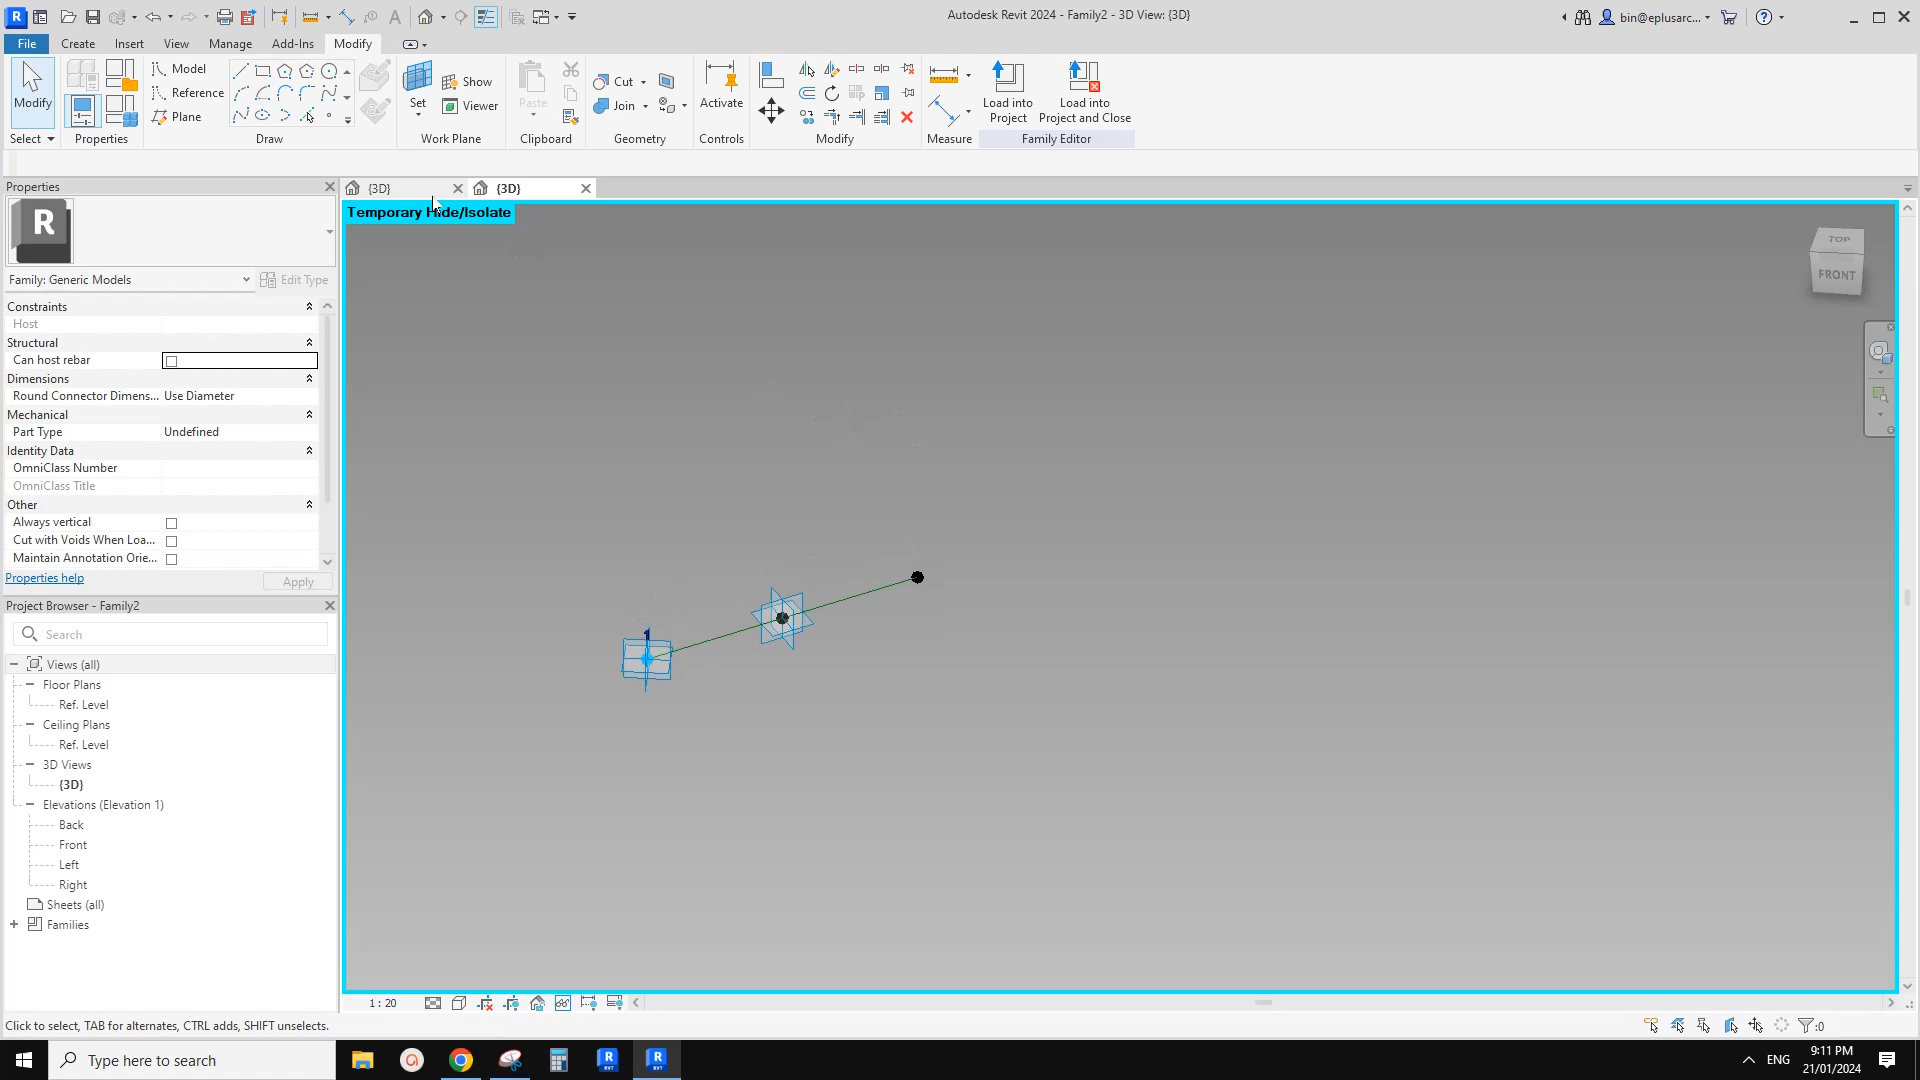 Autodesk Revit 2024 - Family2 - 3D View: {3D}
bin@eplusarc...
File
Create
Insert
View
Manage
Add-Ins
Modify
Modify
Model
Reference
Plane
Set
Show
Viewer
Paste
Cut
Join
Activate
Load into
Project
Load into
Project and Close
Select
Properties
Draw
Work Plane
Clipboard
Geometry
Controls
Modify
Measure
Family Editor
Properties
R
Family: Generic Models
Edit Type
Constraints
Host
Structural
Can host rebar
Dimensions
Round Connector Dimens... Use Diameter
Mechanical
Part Type Undefined
Identity Data
OmniClass Number
OmniClass Title
Other
Always vertical
Cut with Voids When Loa...
Maintain Annotation Orie...
Properties help
Apply
Project Browser - Family2
Search
Views (all)
Floor Plans
Ref. Level
Ceiling Plans
Ref. Level
3D Views
{3D}
Elevations (Elevation 1)
Back
Front
Left
Right
Sheets (all)
Families
{3D}
{3D}
Temporary Hide/Isolate
TOP
FRONT
1
1 : 20
Click to select, TAB for alternates, CTRL adds, SHIFT unselects.
:0
Type here to search
ENG
9:11 PM
21/01/2024